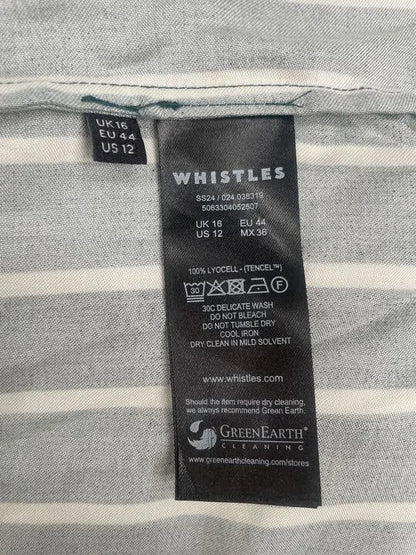 UK 16
EU 44
US 12
WHISTLES
SS24 / 024 038319
5063304052607
UK 16 EU 44
US 12 MX 36
100% LYOCELL - (TENCEL™)
30
F
30C DELICATE WASH
DO NOT BLEACH
DO NOT TUMBLE DRY
COOL IRON
DRY CLEAN IN MILD SOLVENT
www.whistles.com
Should the item require dry cleaning,
we always recommend Green Earth.
GREENEARTH®
CLEANING
www.greenearthcleaning.com/stores